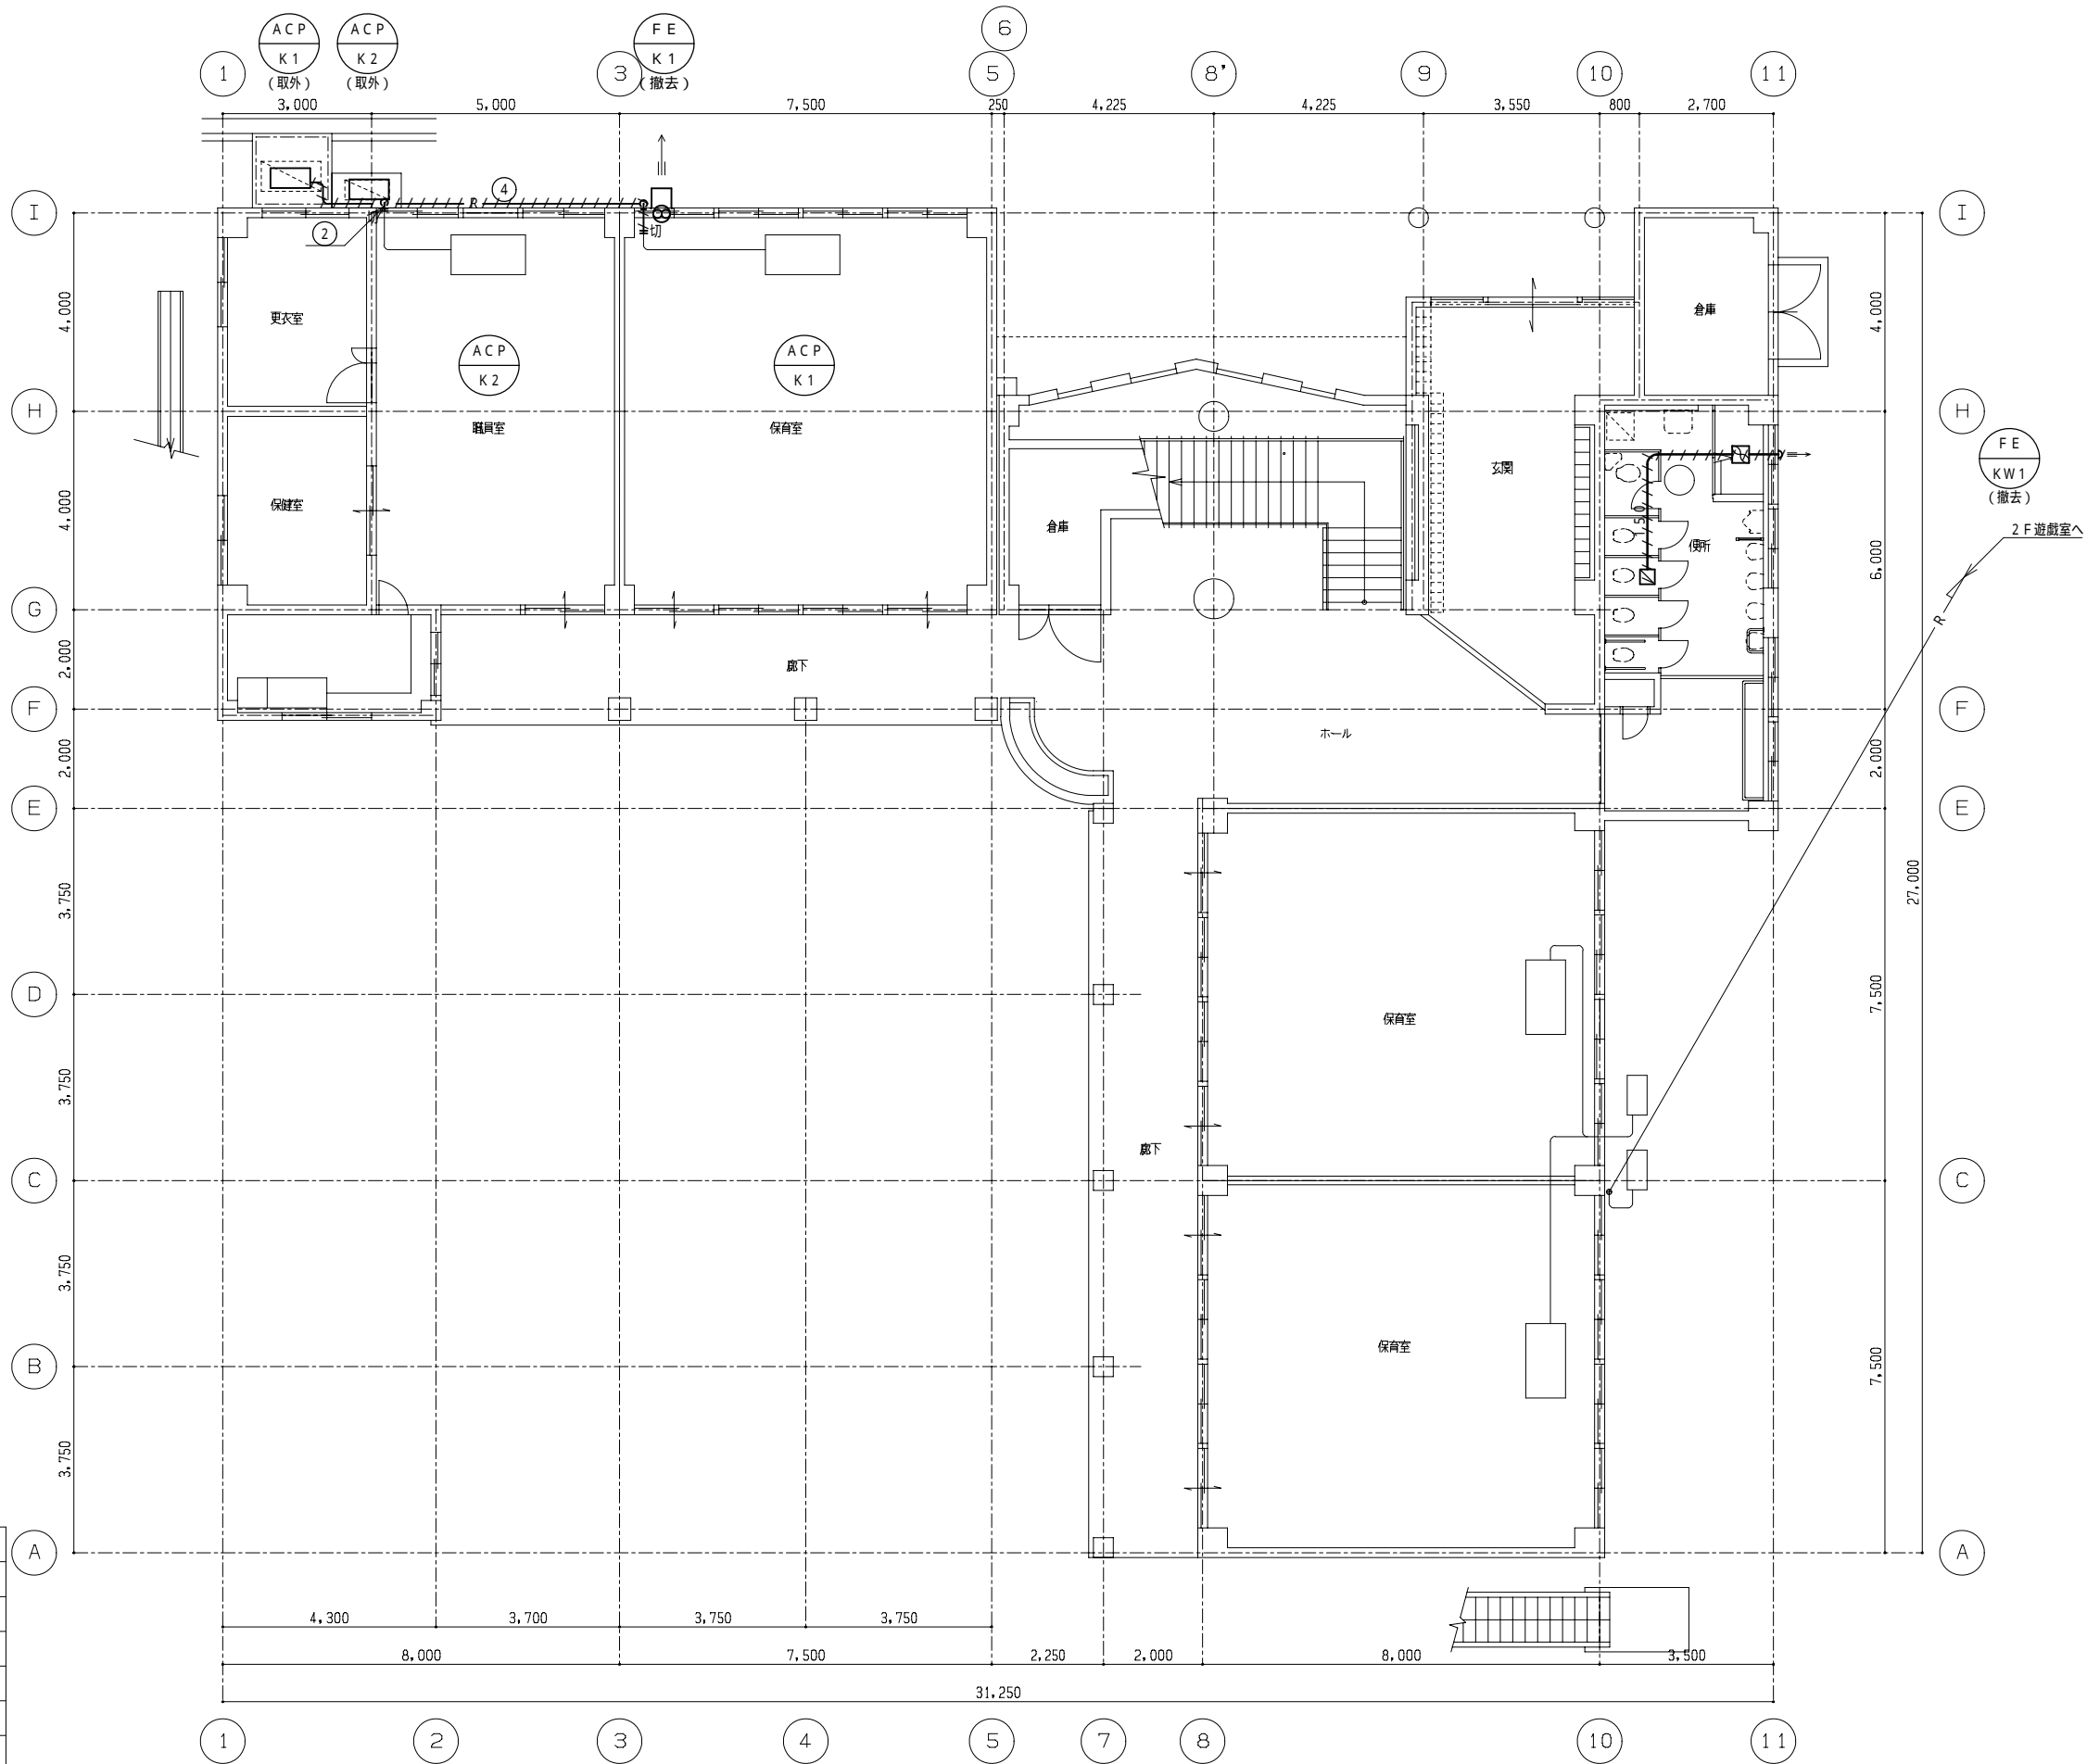 6
ACP
K1
(取外)
ACP
K2
(取外)
FE
K1
(撤去)
1
3
5
8'
9
10
11
3,000
5,000
7,500
250
4,225
4,225
3,550
800
2,700
4
R
2
切
I
I
4,000
4,000
更衣室
倉庫
ACP
K2
ACP
K1
H
H
職員室
保育室
FE
KW1
(撤去)
2F遊戯室へ
玄関
保健室
倉庫
150
便所
4,000
6,000
G
R
2,000
廊下
F
F
ホール
2,000
2,000
E
E
3,750
27,000
D
7,500
保育室
3,750
廊下
C
C
3,750
保育室
B
7,500
3,750
A
A
4,300
3,700
3,750
3,750
8,000
7,500
2,250
2,000
8,000
3,500
31,250
1
2
3
4
5
7
8
10
11